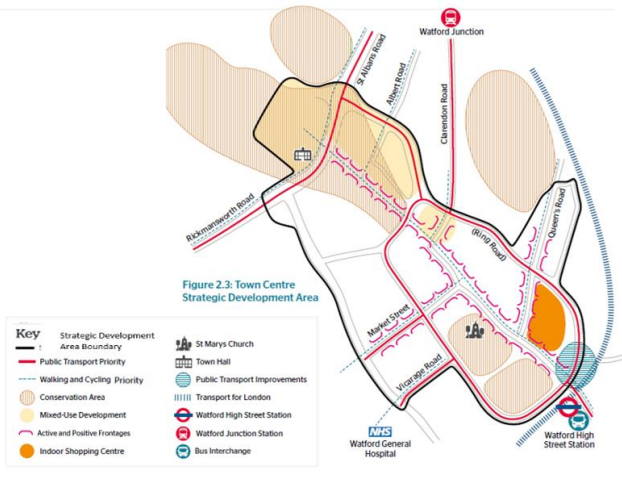 Watford Junction
St Albans Road
Albert Road
Clarendon Road
Queen's Road
Rickmansworth Road
(Ring Road)
Figure 2.3: Town Centre
Strategic Development Area
Market Street
Vicarage Road
Key
Strategic Development
Area Boundary
Public Transport Priority
Walking and Cycling Priority
Conservation Area
Mixed-Use Development
Active and Positive Frontages
Indoor Shopping Centre
St Marys Church
Town Hall
Public Transport Improvements
Transport for London
Watford High Street Station
Watford Junction Station
Bus Interchange
NHS
Watford General
Hospital
Watford High
Street Station